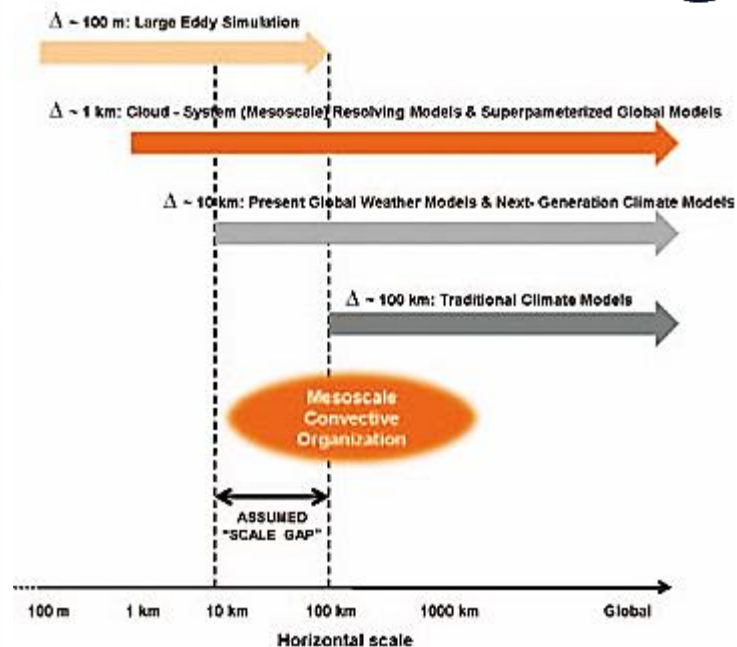 Δ ~ 100 m: Large Eddy Simulation
Δ ~ 1 km: Cloud - System (Mesoscale) Resolving Models & Superpameterized Global Models
Δ ~ 10 km: Present Global Weather Models & Next- Generation Climate Models
Δ ~ 100 km: Traditional Climate Models
Mesoscale
Convective
Organization
ASSUMED
"SCALE GAP"
100 m 1 km 10 km 100 km 1000 km Global
Horizontal scale